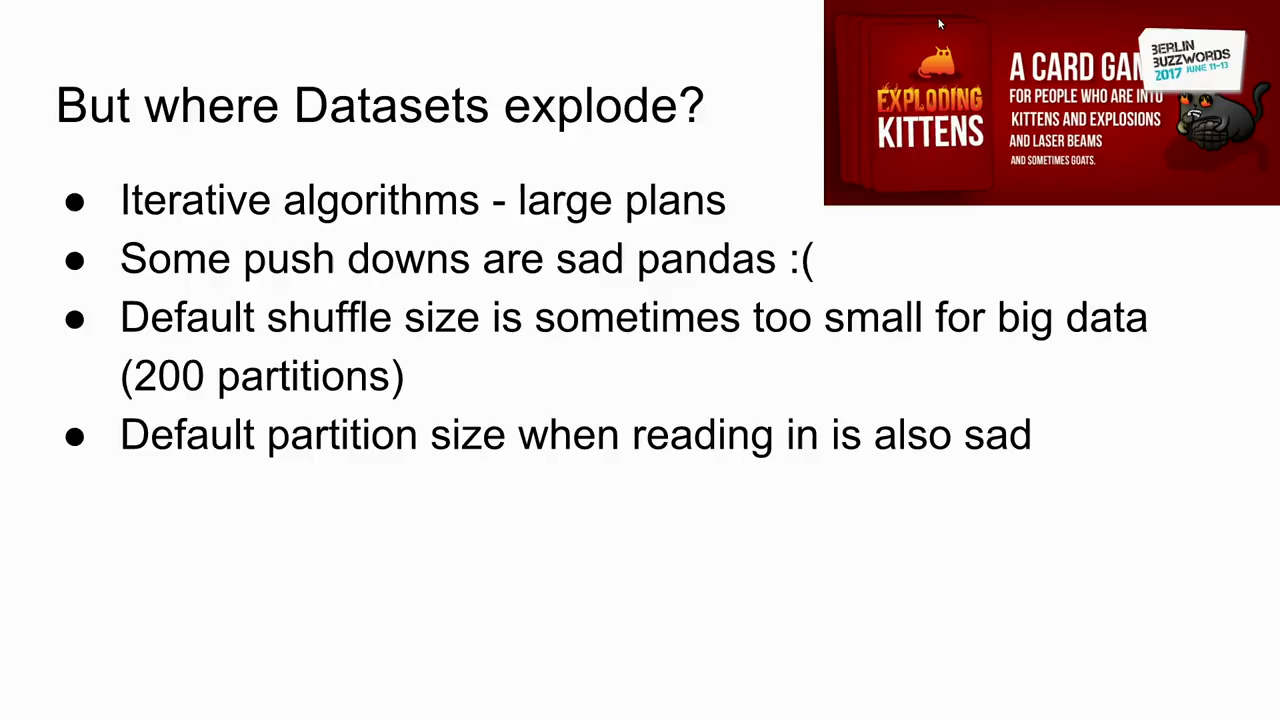 But where Datasets explode?
● Iterative algorithms - large plans
● Some push downs are sad pandas :(
● Default shuffle size is sometimes too small for big data
(200 partitions)
● Default partition size when reading in is also sad
EXPLODING
KITTENS
A CARD GAM
FOR PEOPLE WHO ARE INTO
KITTENS AND EXPLOSIONS
AND LASER BEAMS
AND SOMETIMES GOATS.
BERLIN
BUZZWORDS
2017 JUNE 11-13